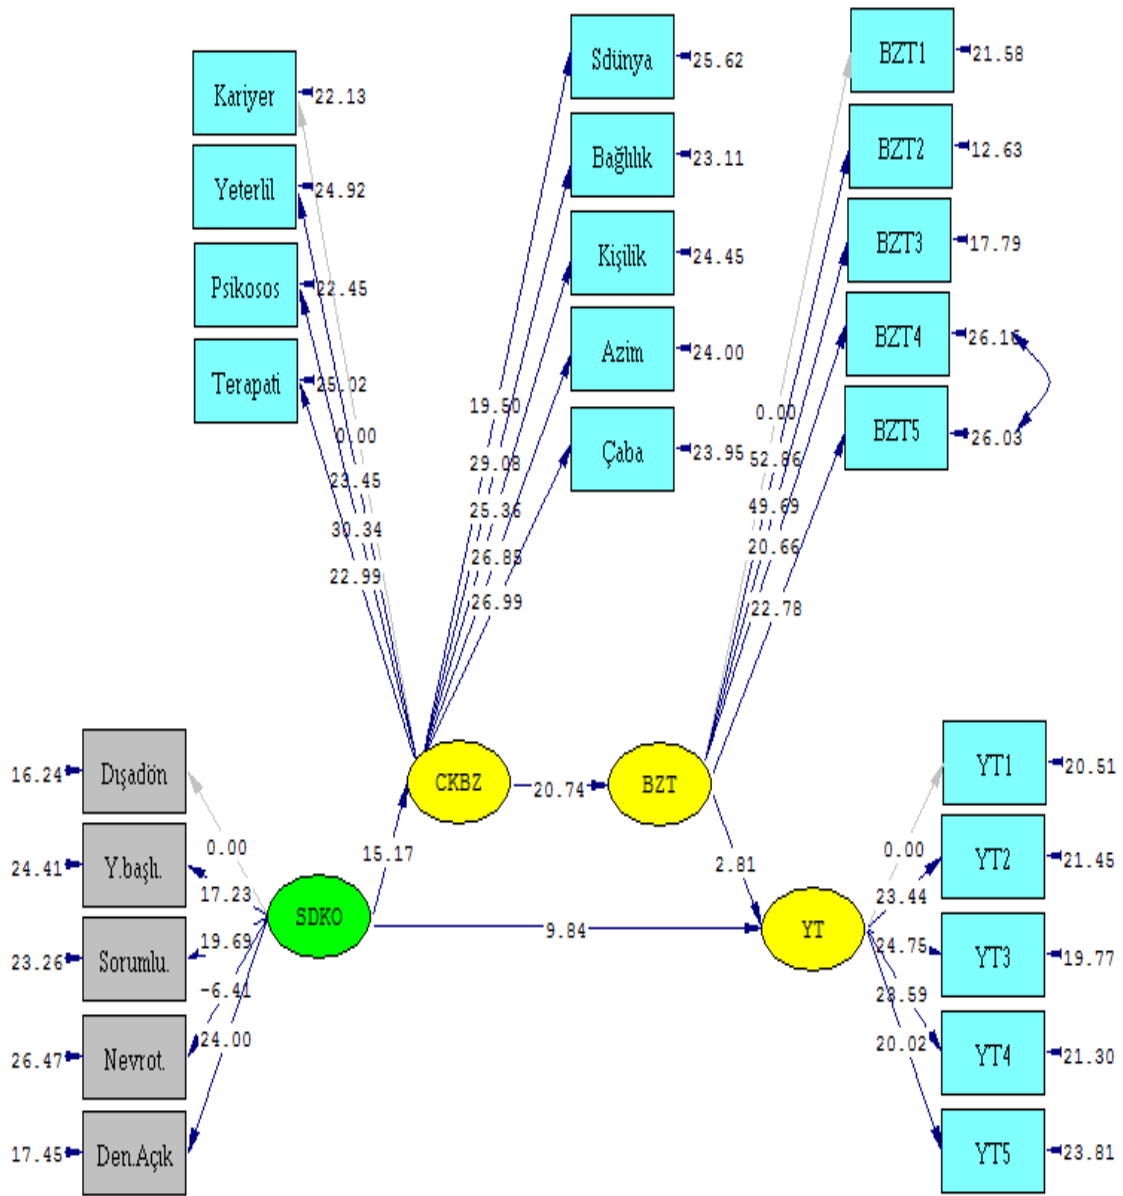 Kariyer
22.13
Yeterlil
24.92
Psikosos
22.45
Terapati
25.02
Sdünya
25.62
Bağlılık
23.11
Kişilik
24.45
Azim
24.00
Çaba
23.95
BZT1
21.58
BZT2
12.63
BZT3
17.79
BZT4
26.16
BZT5
26.03
0.00
23.45
30.34
22.99
19.50
29.08
25.36
26.85
26.99
0.00
52.86
49.69
20.66
22.78
CKBZ
20.74
BZT
15.17
2.81
SDKO
9.84
YT
16.24
Dışadön
24.41
Y.başlı.
23.26
Sorumlu.
26.47
Nevrot.
17.45
Den.Açık
0.00
17.23
19.69
-6.41
24.00
0.00
23.44
24.75
23.59
20.02
YT1
20.51
YT2
21.45
YT3
19.77
YT4
21.30
YT5
23.81